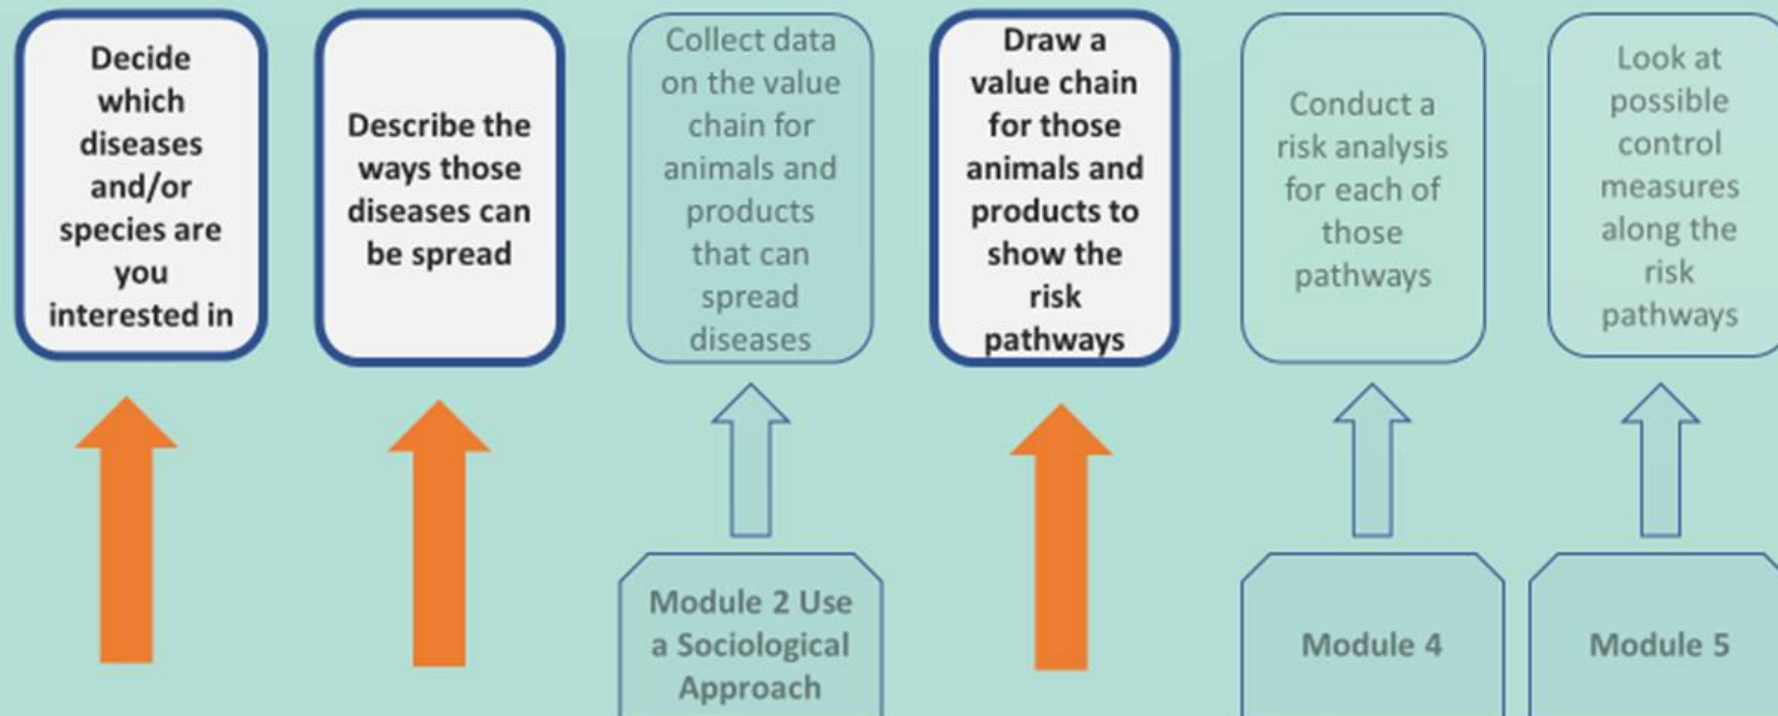 Decide
which
diseases
and/or
species are
you
interested in
Describe the
ways those
diseases can
be spread
Collect data
on the value
chain for
animals and
products
that can
spread
diseases
Draw a
value chain
for those
animals and
products to
show the
risk
pathways
Conduct a
risk analysis
for each of
those
pathways
Look at
possible
control
measures
along the
risk
pathways
Module 2 Use
a Sociological
Approach
Module 4
Module 5